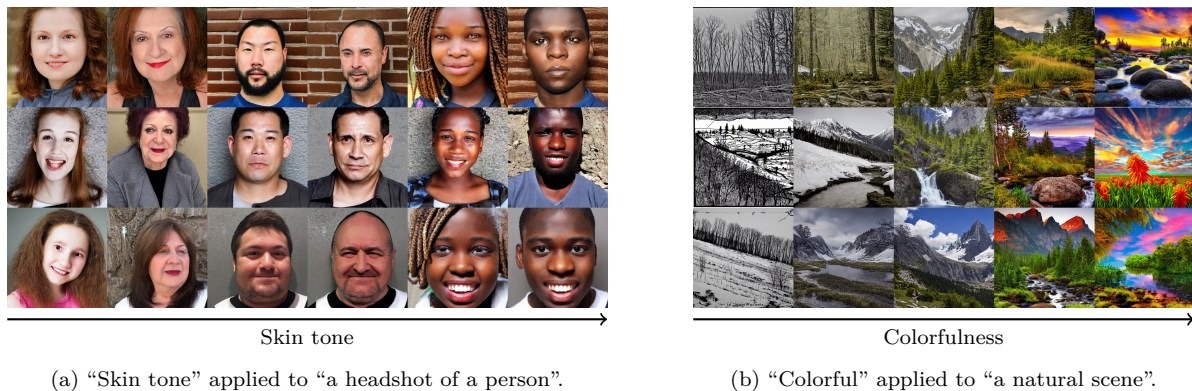 Skin tone
Colorfulness
(a) “Skin tone” applied to “a headshot of a person”.
(b) “Colorful” applied to “a natural scene”.